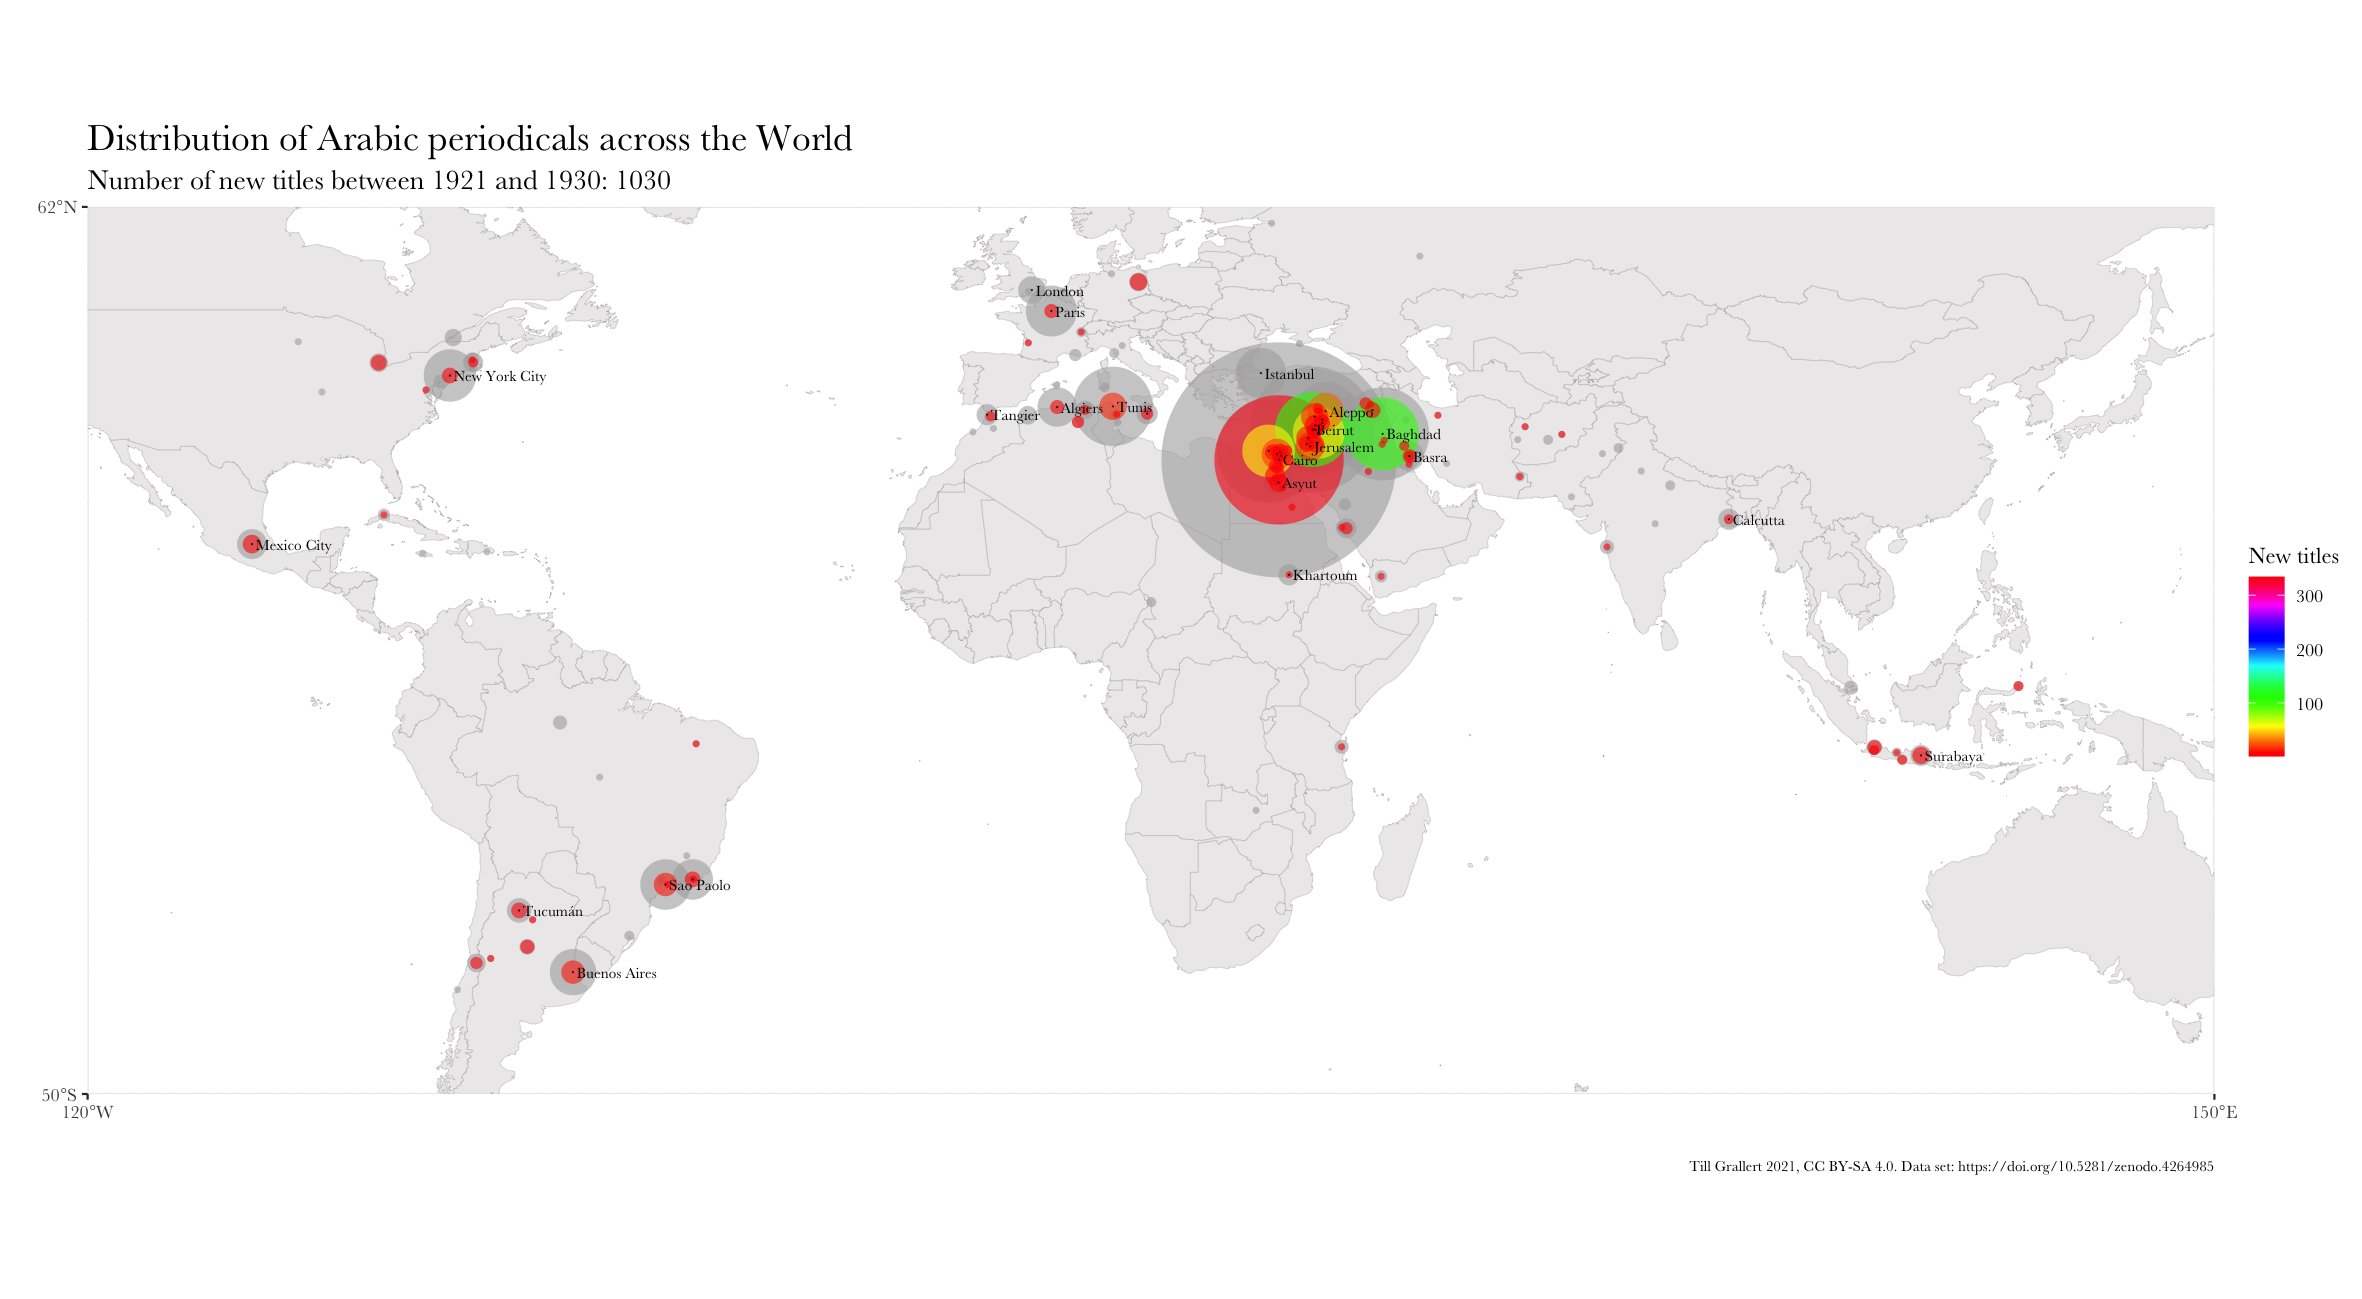 Distribution of Arabic periodicals across the World
Number of new titles between 1921 and 1930: 1030
62°N
London
Paris
Istanbul
New York City
Tangier
Algiers
Tunis
Aleppo
Beirut
Baghdad
Jerusalem
Cairo
Basra
Asyut
Mexico City
Calcutta
Khartoum
Surabaya
Sao Paolo
Tucumán
Buenos Aires
New titles
300
200
100
50°S
120°W
150°E
Till Grallert 2021, CC BY-SA 4.0. Data set: https://doi.org/10.5281/zenodo.4264985